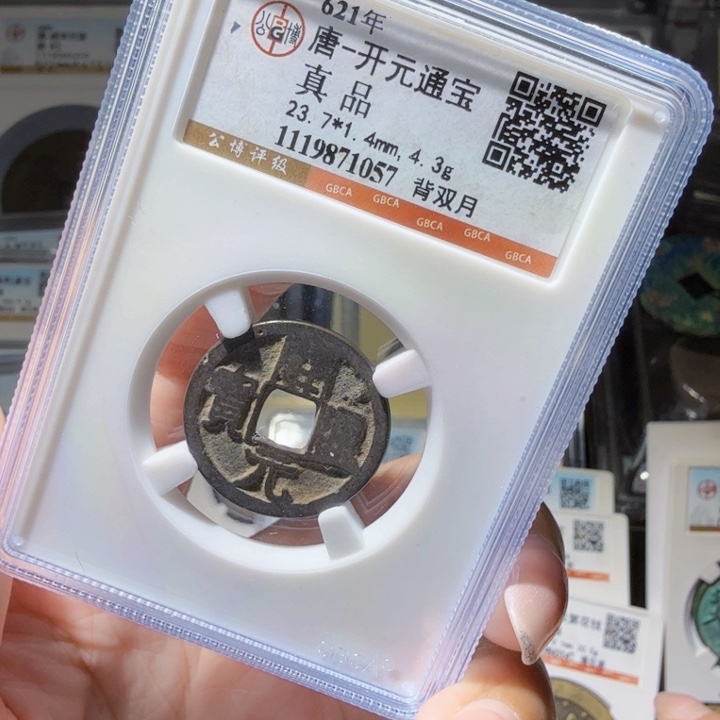 621年
唐-开元通宝
真品
23.7*1.4mm, 4.3g
1119871057 背双月
公博评级
GBCA GBCA GBCA GBCA GBCA
開元通寶